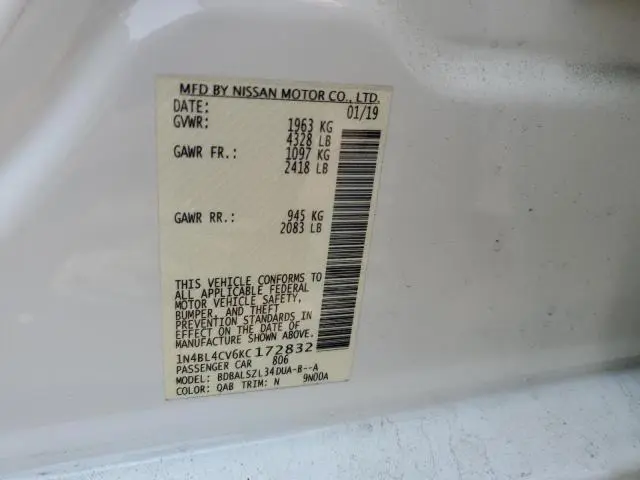 MFD BY NISSAN MOTOR CO., LTD.
DATE: 01/19
GVWR: 1963 KG
4328 LB
GAWR FR.: 1097 KG
2418 LB
GAWR RR.: 945 KG
2083 LB
THIS VEHICLE CONFORMS TO
ALL APPLICABLE FEDERAL
MOTOR VEHICLE SAFETY,
BUMPER, AND THEFT
PREVENTION STANDARDS IN
EFFECT ON THE DATE OF
MANUFACTURE SHOWN ABOVE.
1N4BL4CV6KC172832
PASSENGER CAR 806
MODEL: BDBALSZL34DUA-B--A
COLOR: QAB TRIM: N 9N00A